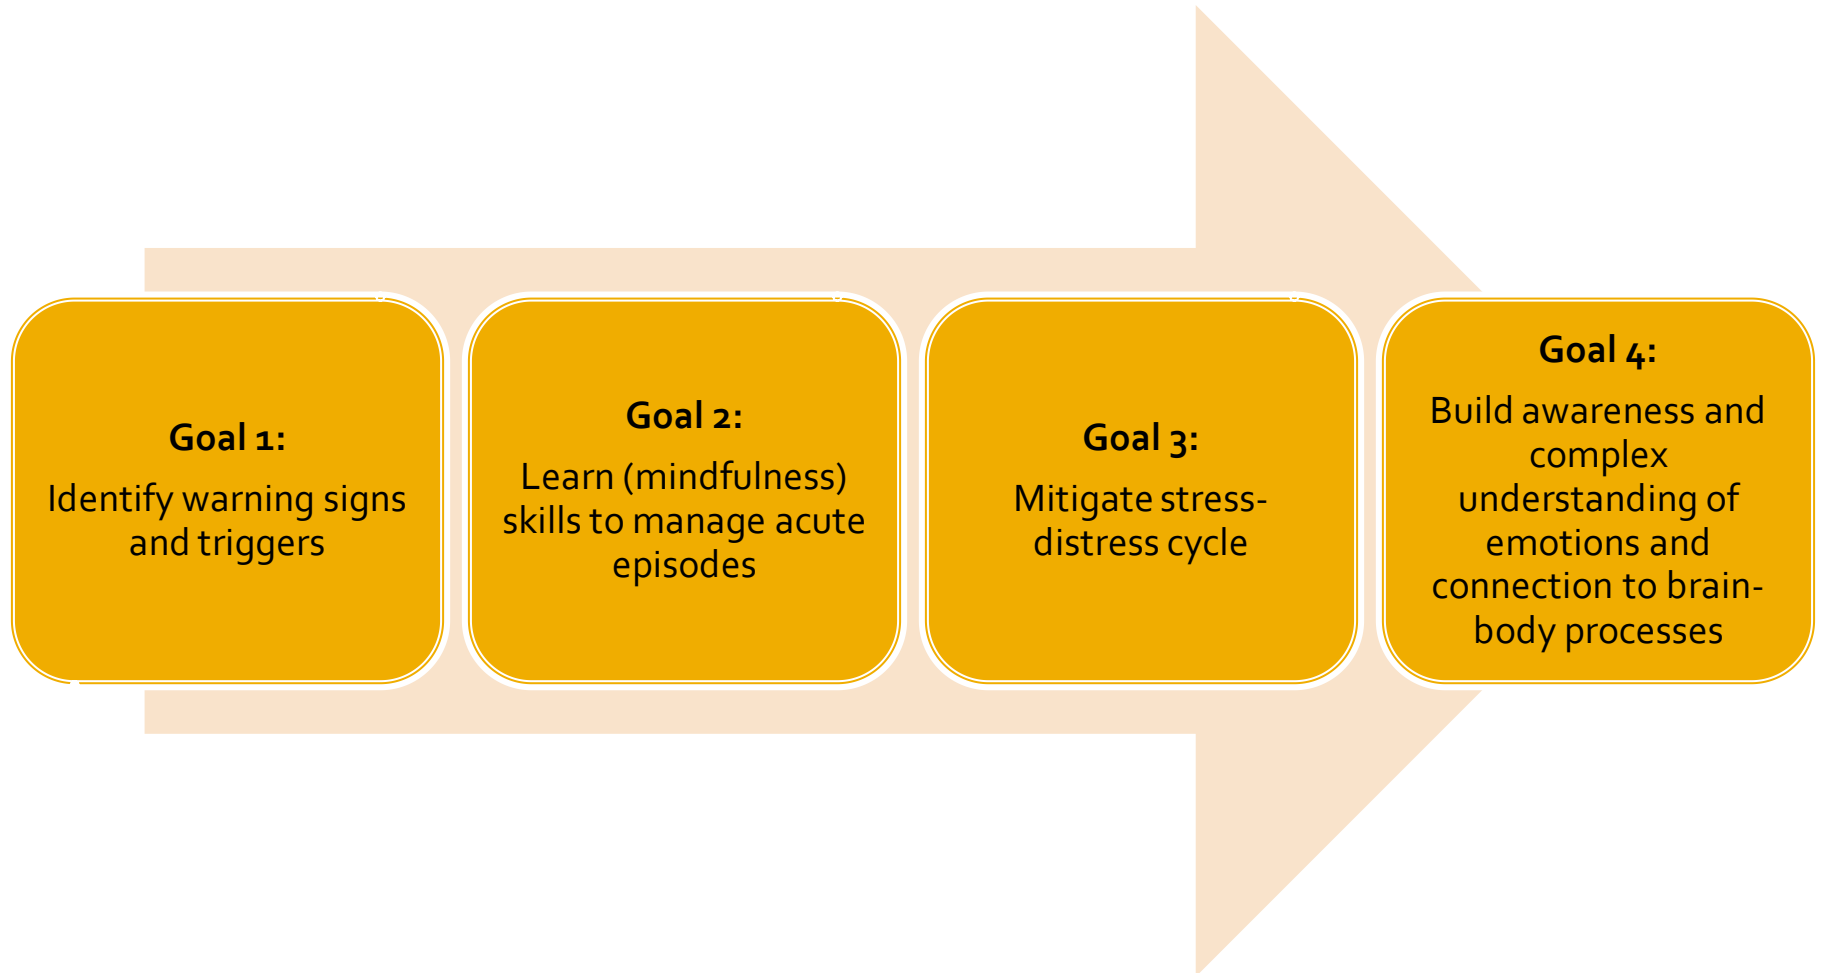 Goal 1:
Identify warning signs
and triggers
Goal 2:
Learn (mindfulness)
skills to manage acute
episodes
Goal 3:
Mitigate stress-
distress cycle
Goal 4:
Build awareness and
complex
understanding of
emotions and
connection to brain-
body processes